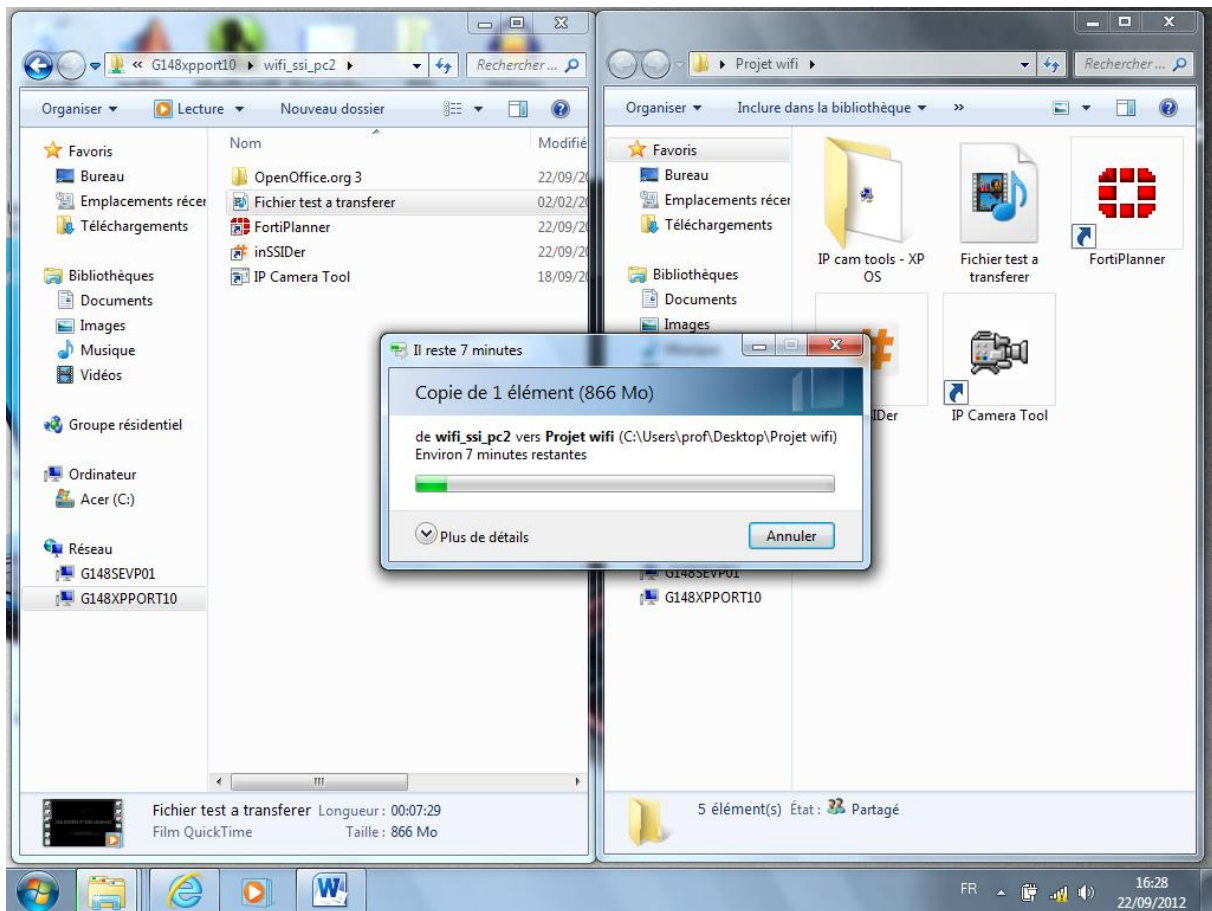 « G148xpport10 ▸ wifi_ssi_pc2 ▸
Rechercher ...
Organiser
Lecture
Nouveau dossier
Favoris
Bureau
Emplacements récer
Téléchargements
Bibliothèques
Documents
Images
Musique
Vidéos
Groupe résidentiel
Ordinateur
Acer (C:)
Réseau
G148SEVP01
G148XPPORT10
Nom
Modifié
OpenOffice.org 3
22/09/20
Fichier test a transferer
02/02/20
FortiPlanner
22/09/20
inSSIDer
22/09/20
IP Camera Tool
18/09/20
Fichier test a transferer Longueur : 00:07:29
Film QuickTime Taille : 866 Mo
▸ Projet wifi ▸
Rechercher ...
Organiser
Inclure dans la bibliothèque
»
Favoris
Bureau
Emplacements récer
Téléchargements
Bibliothèques
Documents
Images
G148SEVP01
G148XPPORT10
IP cam tools - XP
OS
Fichier test a
transferer
FortiPlanner
IDer
IP Camera Tool
5 élément(s) État : Partagé
Il reste 7 minutes
Copie de 1 élément (866 Mo)
de wifi_ssi_pc2 vers Projet wifi (C:\Users\prof\Desktop\Projet wifi)
Environ 7 minutes restantes
Plus de détails
Annuler
FR
16:28
22/09/2012